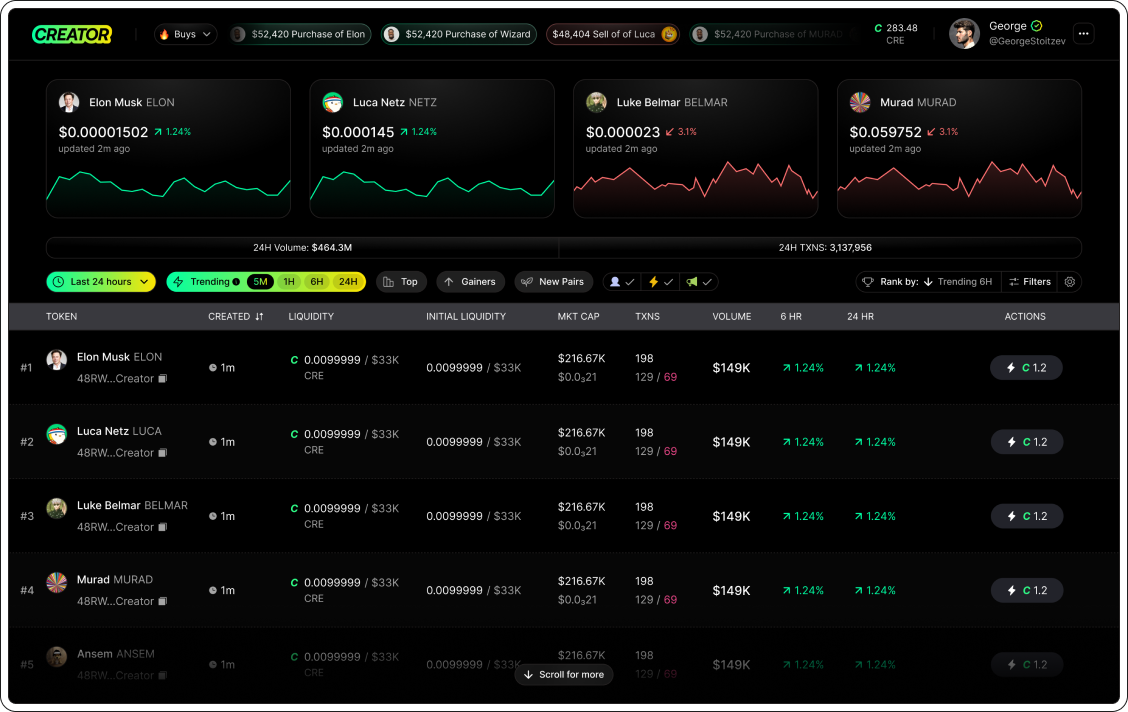 CREATOR
Buys
$52,420 Purchase of Elon
$52,420 Purchase of Wizard
$48,404 Sell of of Luca
$52,420 Purchase of MURAD
C 283.48
CRE
George
@GeorgeStoitzev
Elon Musk ELON
$0.00001502 1.24%
updated 2m ago
Luca Netz NETZ
$0.000145 1.24%
updated 2m ago
Luke Belmar BELMAR
$0.000023 3.1%
updated 2m ago
Murad MURAD
$0.059752 3.1%
updated 2m ago
24H Volume: $464.3M
24H TXNS: 3,137,956
Last 24 hours
Trending 5M 1H 6H 24H
Top
Gainers
New Pairs
Rank by: Trending 6H
Filters
TOKEN CREATED LIQUIDITY INITIAL LIQUIDITY MKT CAP TXNS VOLUME 6 HR 24 HR ACTIONS
#1 Elon Musk ELON 1m C 0.0099999 / $33K 0.0099999 / $33K $216.67K 198 $149K 1.24% 1.24% C 1.2
48RW...Creator CRE $0.0₃21 129 / 69
#2 Luca Netz LUCA 1m C 0.0099999 / $33K 0.0099999 / $33K $216.67K 198 $149K 1.24% 1.24% C 1.2
48RW...Creator CRE $0.0₃21 129 / 69
#3 Luke Belmar BELMAR 1m C 0.0099999 / $33K 0.0099999 / $33K $216.67K 198 $149K 1.24% 1.24% C 1.2
48RW...Creator CRE $0.0₃21 129 / 69
#4 Murad MURAD 1m C 0.0099999 / $33K 0.0099999 / $33K $216.67K 198 $149K 1.24% 1.24% C 1.2
48RW...Creator CRE $0.0₃21 129 / 69
#5 Ansem ANSEM 1m C 0.0099999 / $33K 0.0099999 / $33K $216.67K 198 $149K 1.24% 1.24% C 1.2
48RW...Creator CRE $0.0₃21 129 / 69
Scroll for more